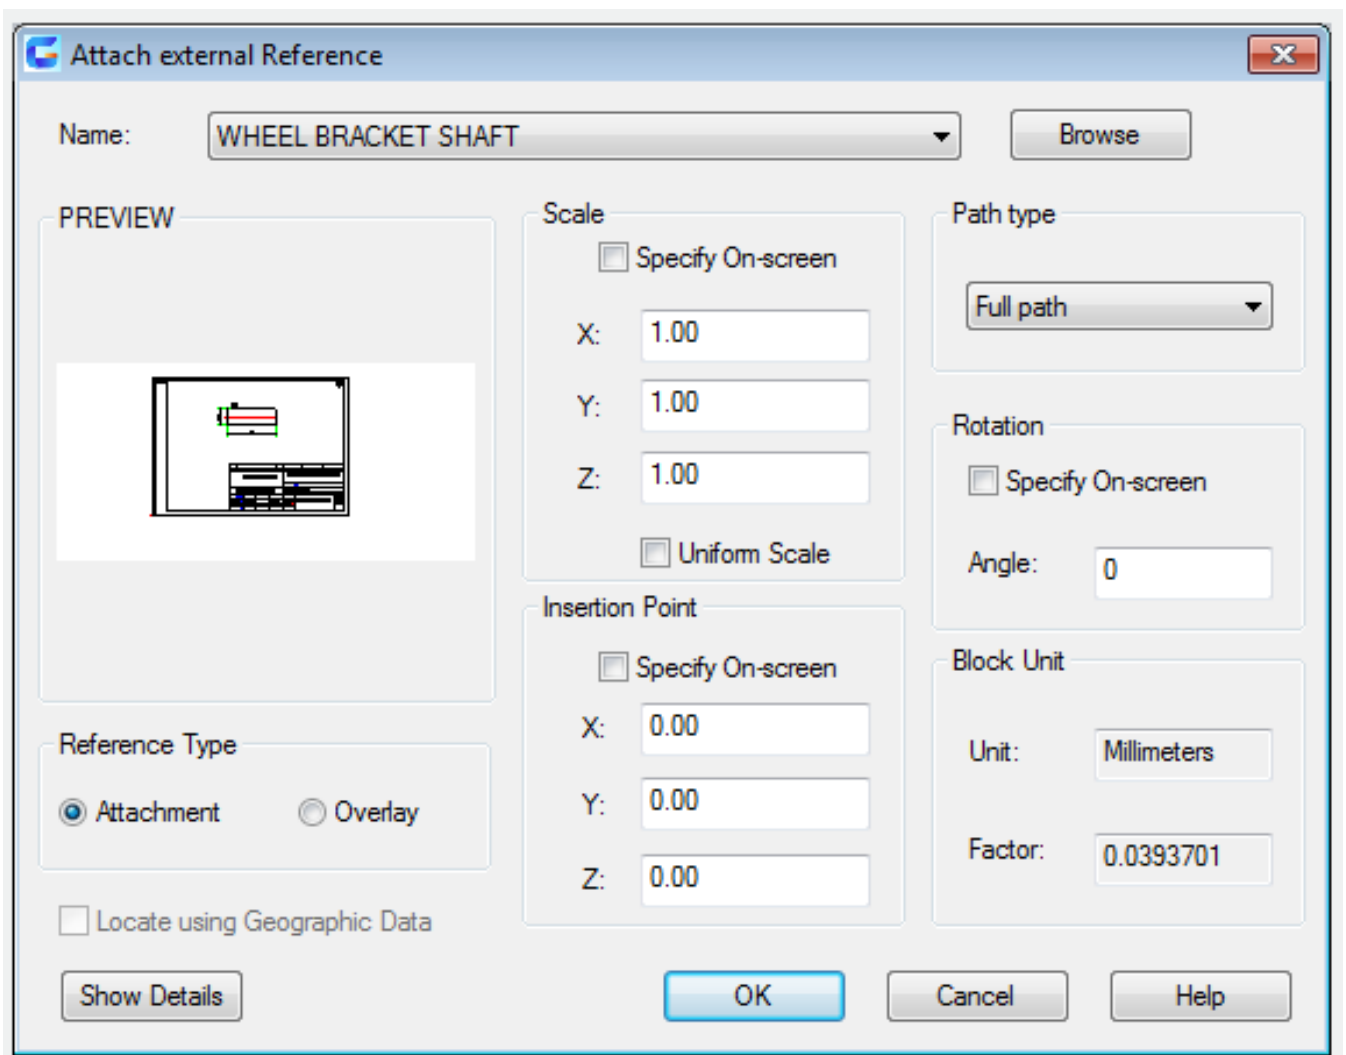 Attach external Reference
Name: WHEEL BRACKET SHAFT Browse
PREVIEW
Reference Type
Attachment Overlay
Locate using Geographic Data
Show Details
Scale
Specify On-screen
X: 1.00
Y: 1.00
Z: 1.00
Uniform Scale
Insertion Point
Specify On-screen
X: 0.00
Y: 0.00
Z: 0.00
Path type
Full path
Rotation
Specify On-screen
Angle: 0
Block Unit
Unit: Millimeters
Factor: 0.0393701
OK Cancel Help